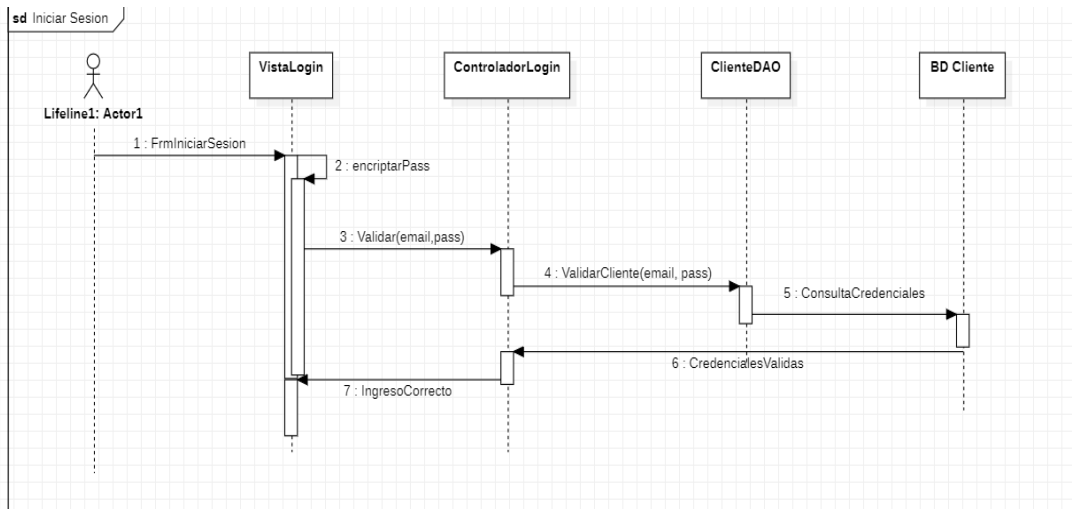 sd Iniciar Sesion
Lifeline1: Actor1
VistaLogin
ControladorLogin
ClienteDAO
BD Cliente
1 : FrmIniciarSesion
2 : encriptarPass
3 : Validar(email,pass)
4 : ValidarCliente(email, pass)
5 : ConsultaCredenciales
6 : CredencialesValidas
7 : IngresoCorrecto